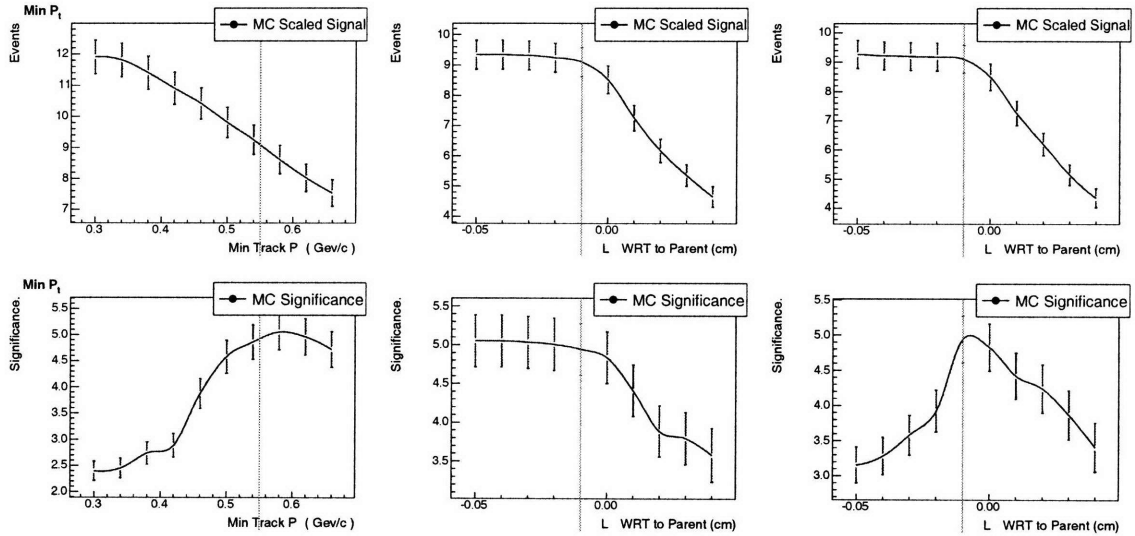 Min Pt
Events
MC Scaled Signal
12
11
10
9
8
7
0.3
0.4
0.5
0.6
Min Track P ( Gev/c )
Events
MC Scaled Signal
10
9
8
7
6
5
4
-0.05
0.00
L WRT to Parent (cm)
Events
MC Scaled Signal
10
9
8
7
6
5
4
-0.05
0.00
L WRT to Parent (cm)
Min Pt
Significance.
MC Significance
5.5
5.0
4.5
4.0
3.5
3.0
2.5
2.0
0.3
0.4
0.5
0.6
Min Track P ( Gev/c )
Significance.
MC Significance
5.5
5.0
4.5
4.0
3.5
-0.05
0.00
L WRT to Parent (cm)
Significance.
MC Significance
5.5
5.0
4.5
4.0
3.5
3.0
-0.05
0.00
L WRT to Parent (cm)